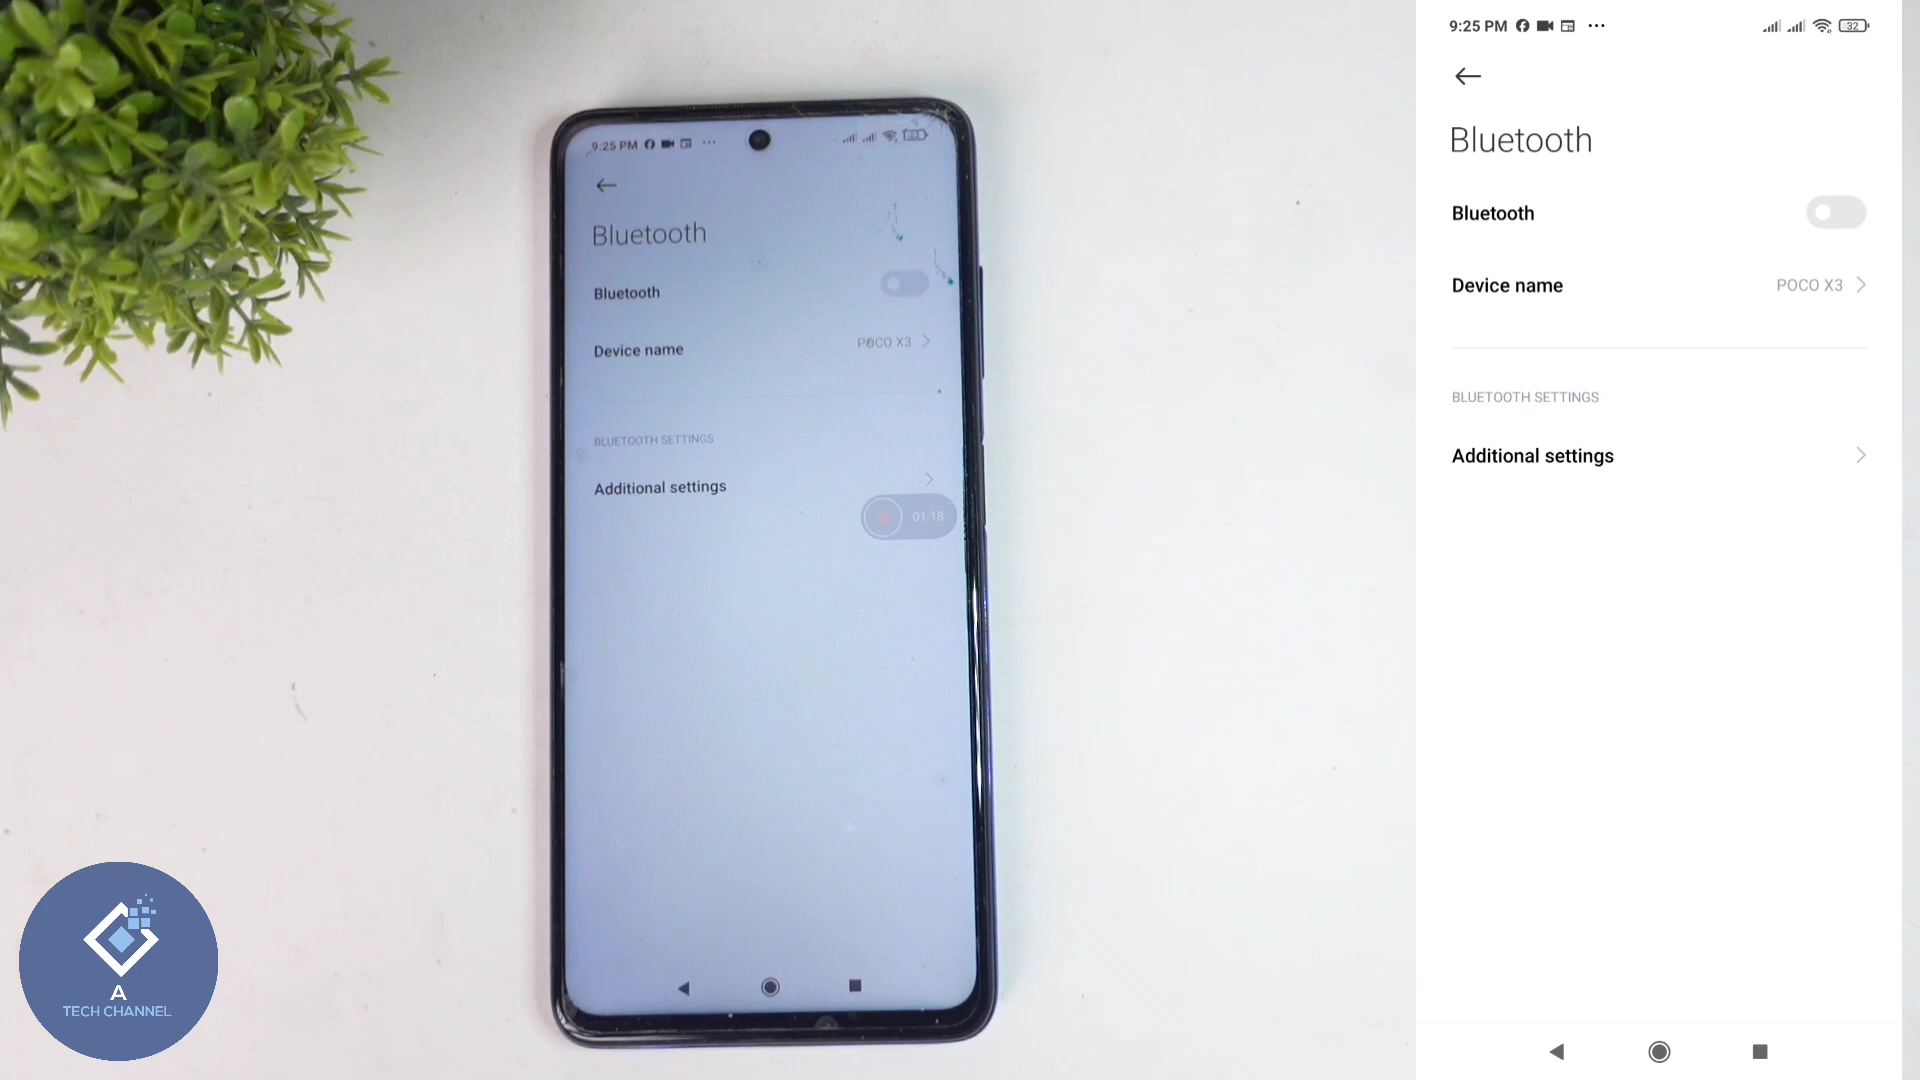 9:25 PM
Bluetooth
Bluetooth
Device name
POCO X3
BLUETOOTH SETTINGS
Additional settings
01:18
A
TECH CHANNEL
9:25 PM
32
Bluetooth
Bluetooth
Device name
POCO X3
BLUETOOTH SETTINGS
Additional settings